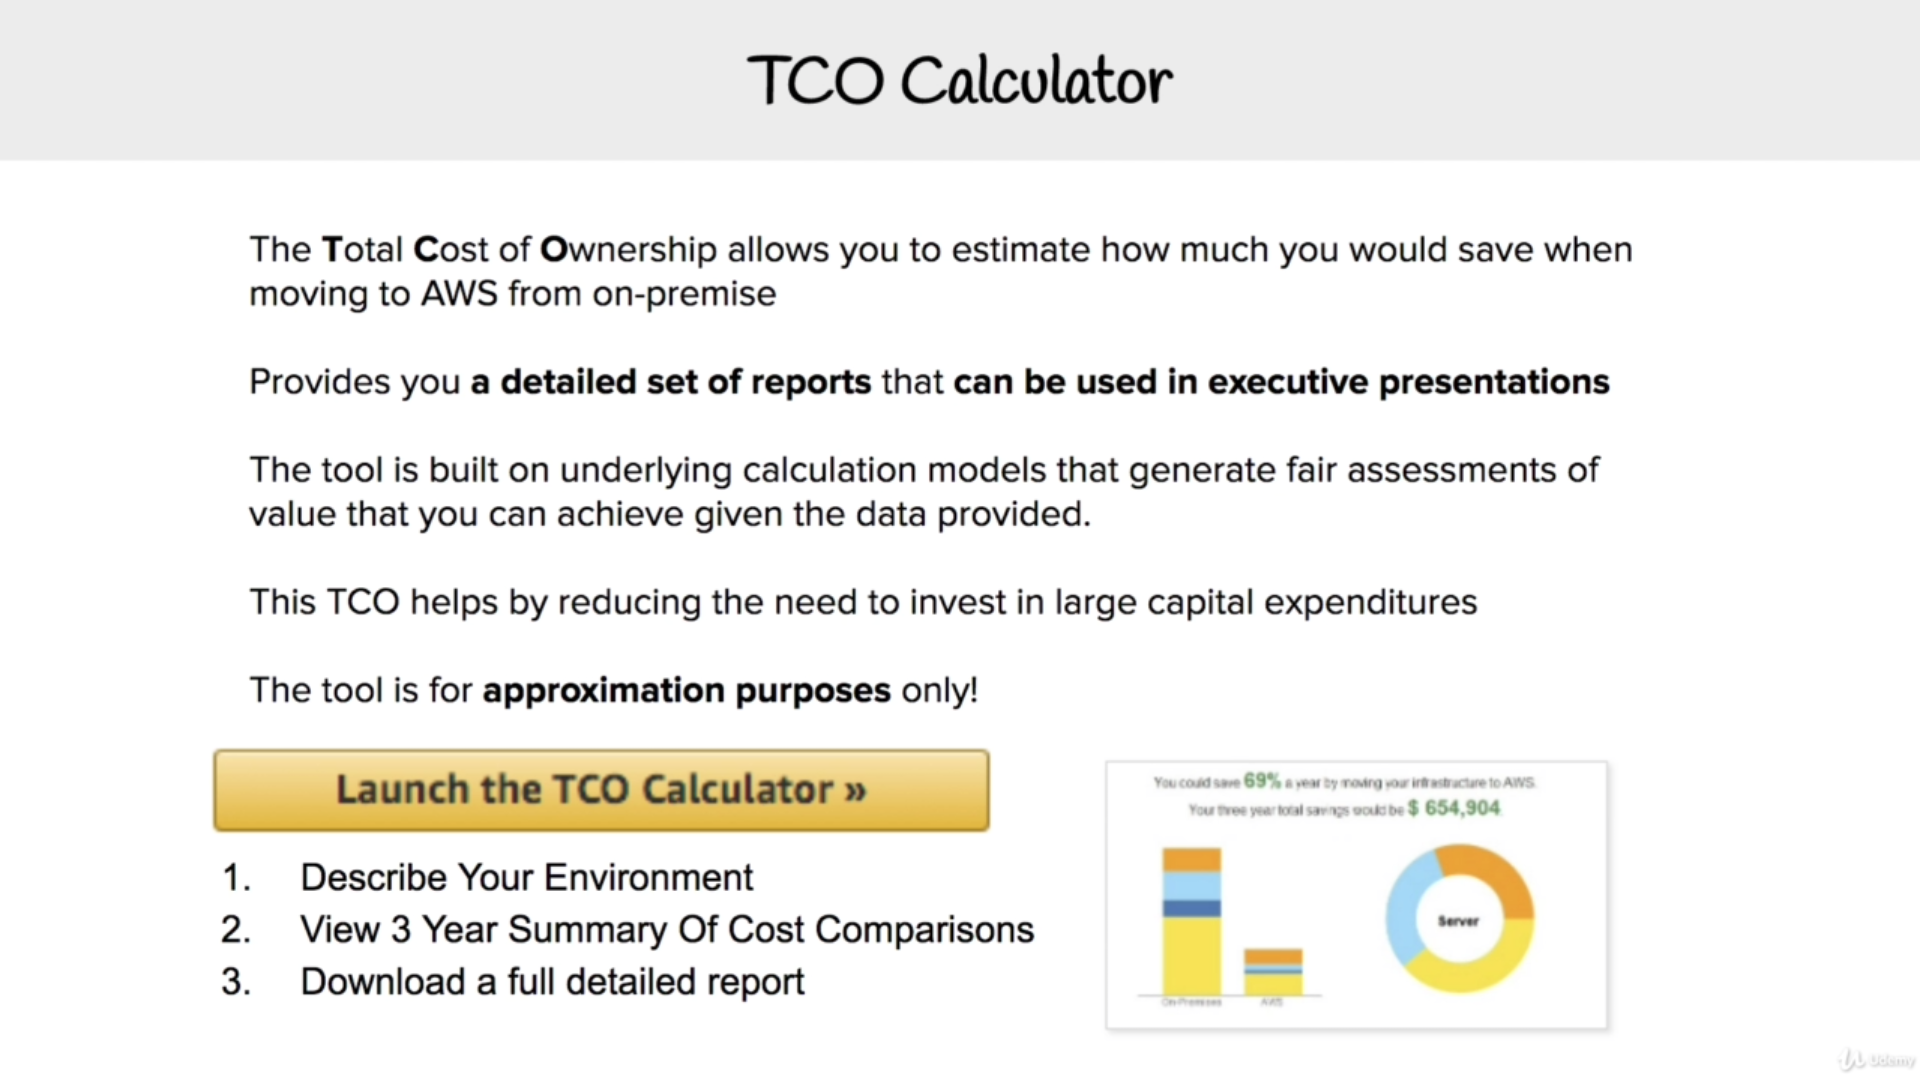 TCO Calculator
The Total Cost of Ownership allows you to estimate how much you would save when
moving to AWS from on-premise
Provides you a detailed set of reports that can be used in executive presentations
The tool is built on underlying calculation models that generate fair assessments of
value that you can achieve given the data provided.
This TCO helps by reducing the need to invest in large capital expenditures
The tool is for approximation purposes only!
Launch the TCO Calculator »
1. Describe Your Environment
2. View 3 Year Summary Of Cost Comparisons
3. Download a full detailed report
You could save 69% a year by moving your infrastructure to AWS.
Your three year total savings would be $ 654,904.
Server
On-Premises
AWS
Udemy